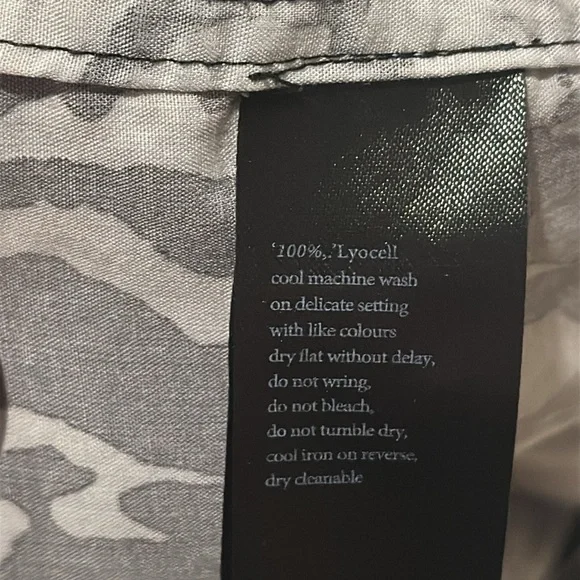 '100%,.'Lyocell
cool machine wash
on delicate setting
with like colours
dry flat without delay,
do not wring,
do not bleach,
do not tumble dry,
cool iron on reverse,
dry cleanable